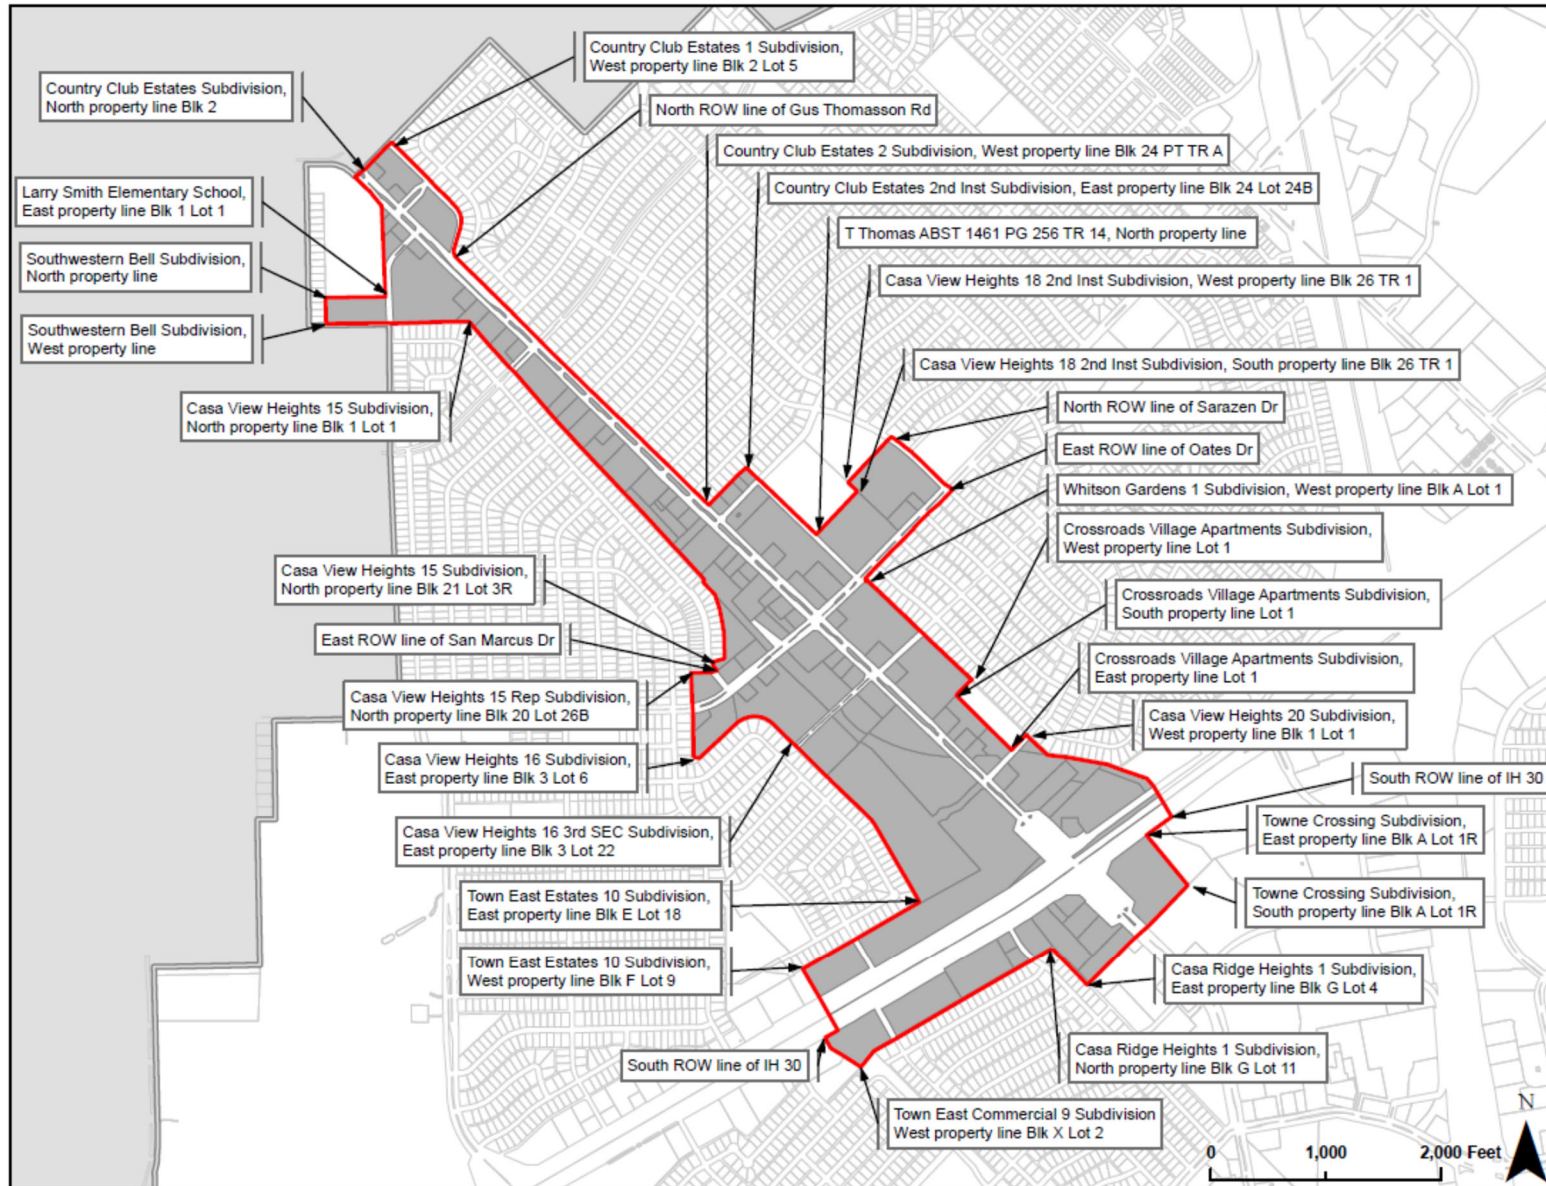 Country Club Estates 1 Subdivision,
West property line Blk 2 Lot 5
Country Club Estates Subdivision,
North property line Blk 2
North ROW line of Gus Thomasson Rd
Country Club Estates 2 Subdivision, West property line Blk 24 PT TR A
Country Club Estates 2nd Inst Subdivision, East property line Blk 24 Lot 24B
Larry Smith Elementary School,
East property line Blk 1 Lot 1
T Thomas ABST 1461 PG 256 TR 14, North property line
Southwestern Bell Subdivision,
North property line
Casa View Heights 18 2nd Inst Subdivision, West property line Blk 26 TR 1
Southwestern Bell Subdivision,
West property line
Casa View Heights 18 2nd Inst Subdivision, South property line Blk 26 TR 1
Casa View Heights 15 Subdivision,
North property line Blk 1 Lot 1
North ROW line of Sarazen Dr
East ROW line of Oates Dr
Whitson Gardens 1 Subdivision, West property line Blk A Lot 1
Crossroads Village Apartments Subdivision,
West property line Lot 1
Casa View Heights 15 Subdivision,
North property line Blk 21 Lot 3R
Crossroads Village Apartments Subdivision,
South property line Lot 1
East ROW line of San Marcus Dr
Crossroads Village Apartments Subdivision,
East property line Lot 1
Casa View Heights 15 Rep Subdivision,
North property line Blk 20 Lot 26B
Casa View Heights 20 Subdivision,
West property line Blk 1 Lot 1
Casa View Heights 16 Subdivision,
East property line Blk 3 Lot 6
South ROW line of IH 30
Casa View Heights 16 3rd SEC Subdivision,
East property line Blk 3 Lot 22
Towne Crossing Subdivision,
East property line Blk A Lot 1R
Town East Estates 10 Subdivision,
East property line Blk E Lot 18
Towne Crossing Subdivision,
South property line Blk A Lot 1R
Town East Estates 10 Subdivision,
West property line Blk F Lot 9
Casa Ridge Heights 1 Subdivision,
East property line Blk G Lot 4
South ROW line of IH 30
Casa Ridge Heights 1 Subdivision,
North property line Blk G Lot 11
Town East Commercial 9 Subdivision
West property line Blk X Lot 2
N
0 1,000 2,000 Feet